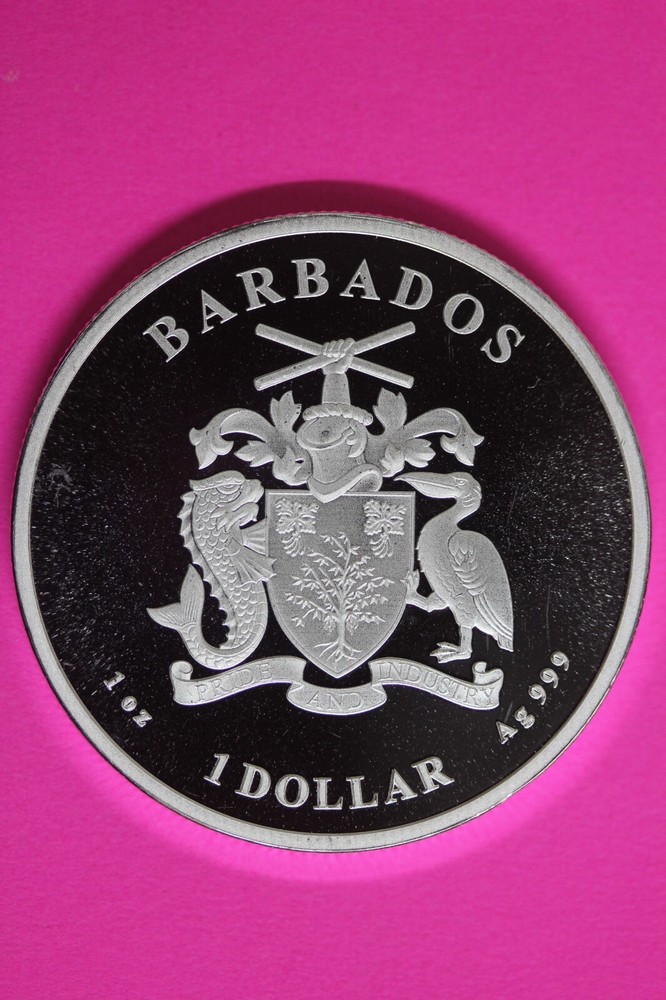 BARBADOS
PRIDE AND INDUSTRY
1 oz
Ag 999
1 DOLLAR